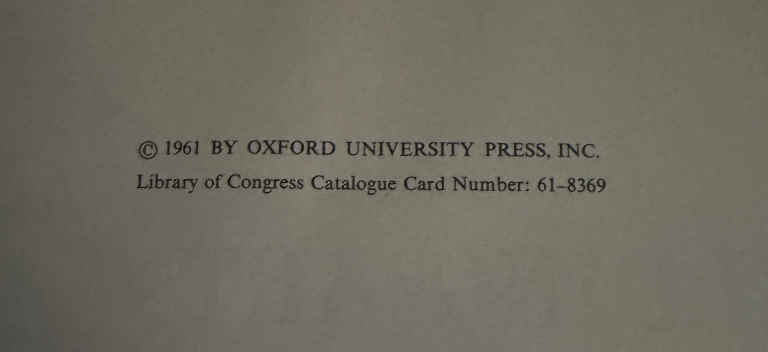 © 1961 BY OXFORD UNIVERSITY PRESS, INC.
Library of Congress Catalogue Card Number: 61–8369